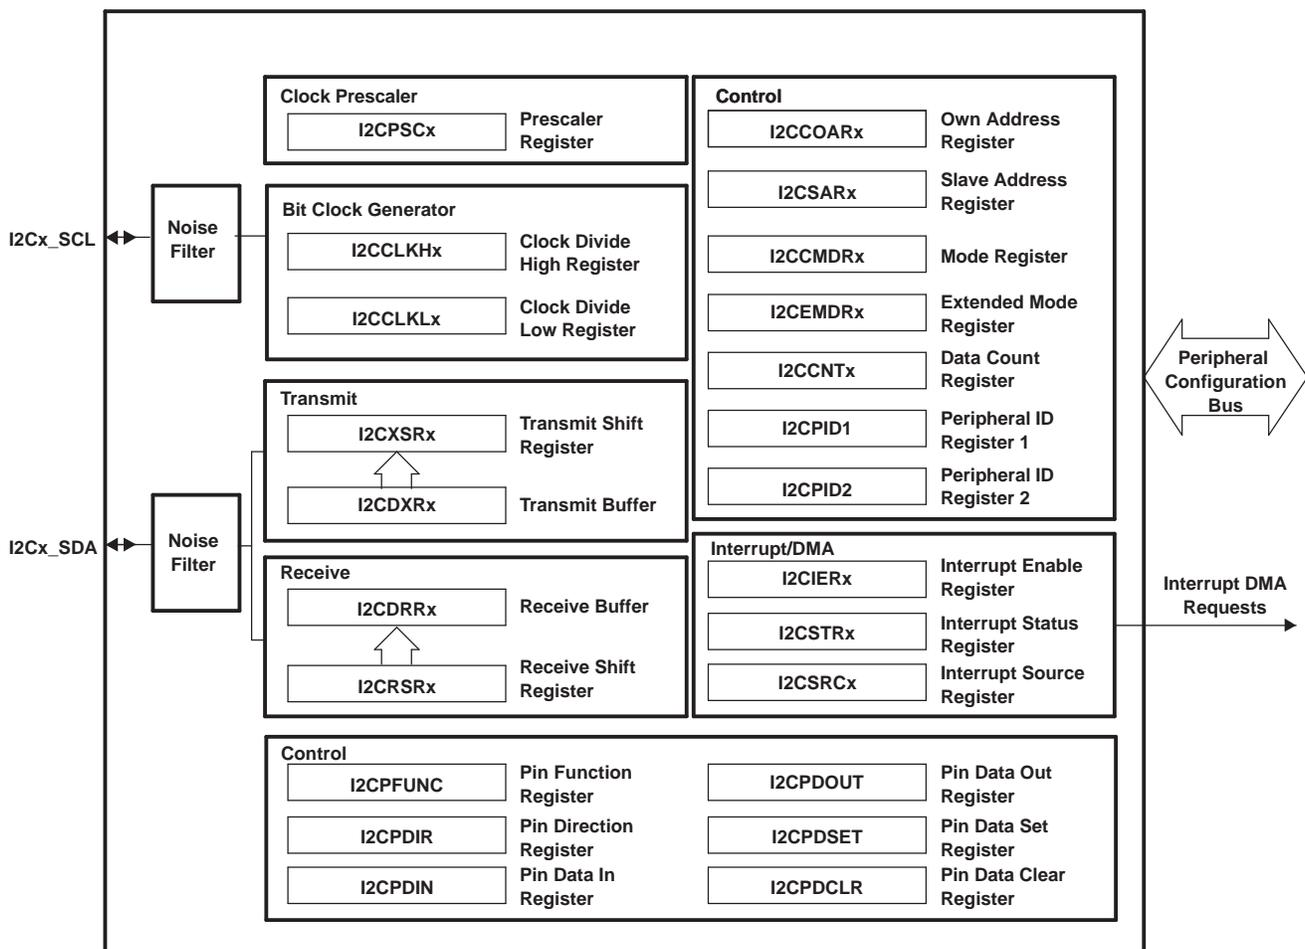 Clock Prescaler
I2CPSCx
Prescaler
Register
Control
I2CCOARx
Own Address
Register
I2CSARx
Slave Address
Register
I2CCMDRx
Mode Register
I2CEMDRx
Extended Mode
Register
I2CCNTx
Data Count
Register
I2CPID1
Peripheral ID
Register 1
I2CPID2
Peripheral ID
Register 2
I2Cx_SCL
Noise
Filter
Bit Clock Generator
I2CCLKHx
Clock Divide
High Register
I2CCLKLx
Clock Divide
Low Register
Peripheral
Configuration
Bus
Transmit
I2CXSRx
Transmit Shift
Register
I2CDXRx
Transmit Buffer
I2Cx_SDA
Noise
Filter
Receive
I2CDRRx
Receive Buffer
I2CRSRx
Receive Shift
Register
Interrupt/DMA
I2CIERx
Interrupt Enable
Register
I2CSTRx
Interrupt Status
Register
I2CSRCx
Interrupt Source
Register
Interrupt DMA
Requests
Control
I2CPFUNC
Pin Function
Register
I2CPDIR
Pin Direction
Register
I2CPDIN
Pin Data In
Register
I2CPDOUT
Pin Data Out
Register
I2CPDSET
Pin Data Set
Register
I2CPDCLR
Pin Data Clear
Register